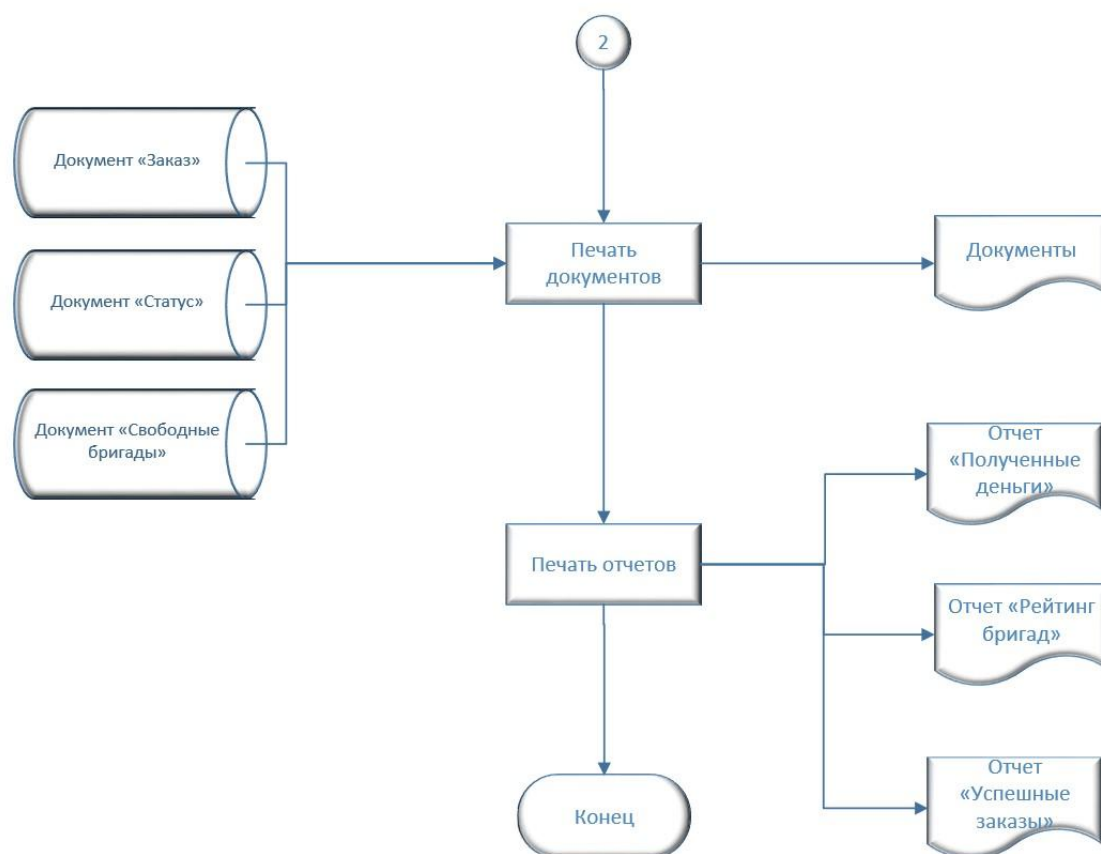 2
Документ «Заказ»
Документ «Статус»
Документ «Свободные
бригады»
Печать
документов
Документы
Печать отчетов
Отчет
«Полученные
деньги»
Отчет «Рейтинг
бригад»
Отчет
«Успешные
заказы»
Конец